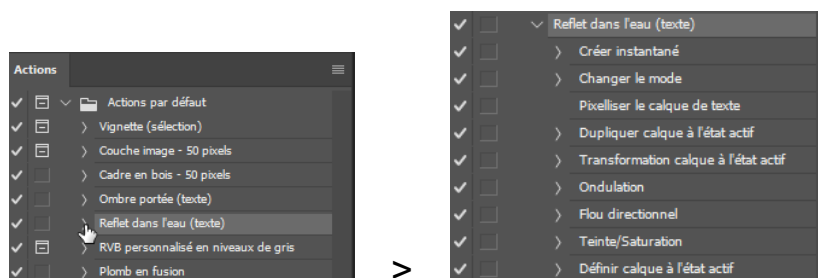 Actions
Actions par défaut
Vignette (sélection)
Couche image - 50 pixels
Cadre en bois - 50 pixels
Ombre portée (texte)
Reflet dans l'eau (texte)
RVB personnalisé en niveaux de gris
Plomb en fusion
>
Reflet dans l'eau (texte)
Créer instantané
Changer le mode
Pixelliser le calque de texte
Dupliquer calque à l'état actif
Transformation calque à l'état actif
Ondulation
Flou directionnel
Teinte/Saturation
Définir calque à l'état actif